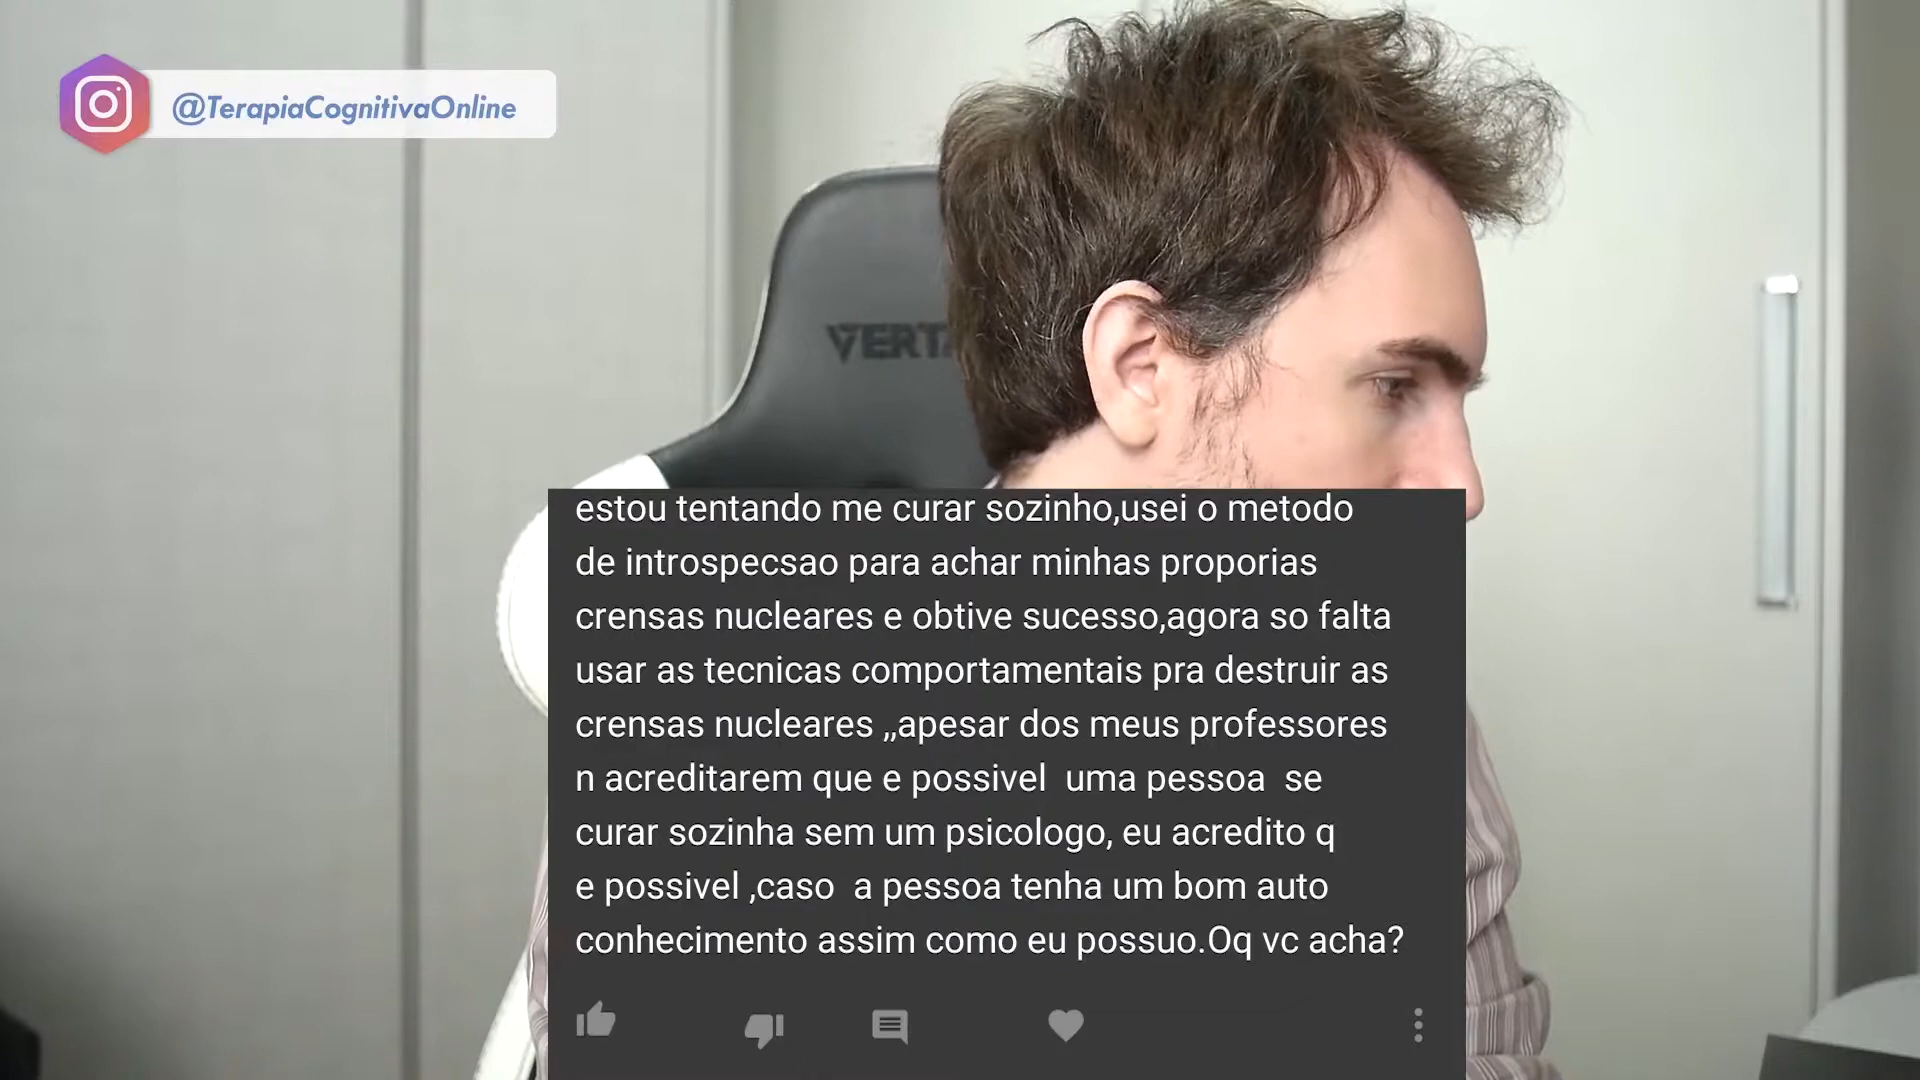 @TerapiaCognitivaOnline
estou tentando me curar sozinho,usei o metodo
de introspecsao para achar minhas proporias
crensas nucleares e obtive sucesso,agora so falta
usar as tecnicas comportamentais pra destruir as
crensas nucleares ,,apesar dos meus professores
n acreditarem que e possivel  uma pessoa  se
curar sozinha sem um psicologo, eu acredito q
e possivel ,caso  a pessoa tenha um bom auto
conhecimento assim como eu possuo.Oq vc acha?